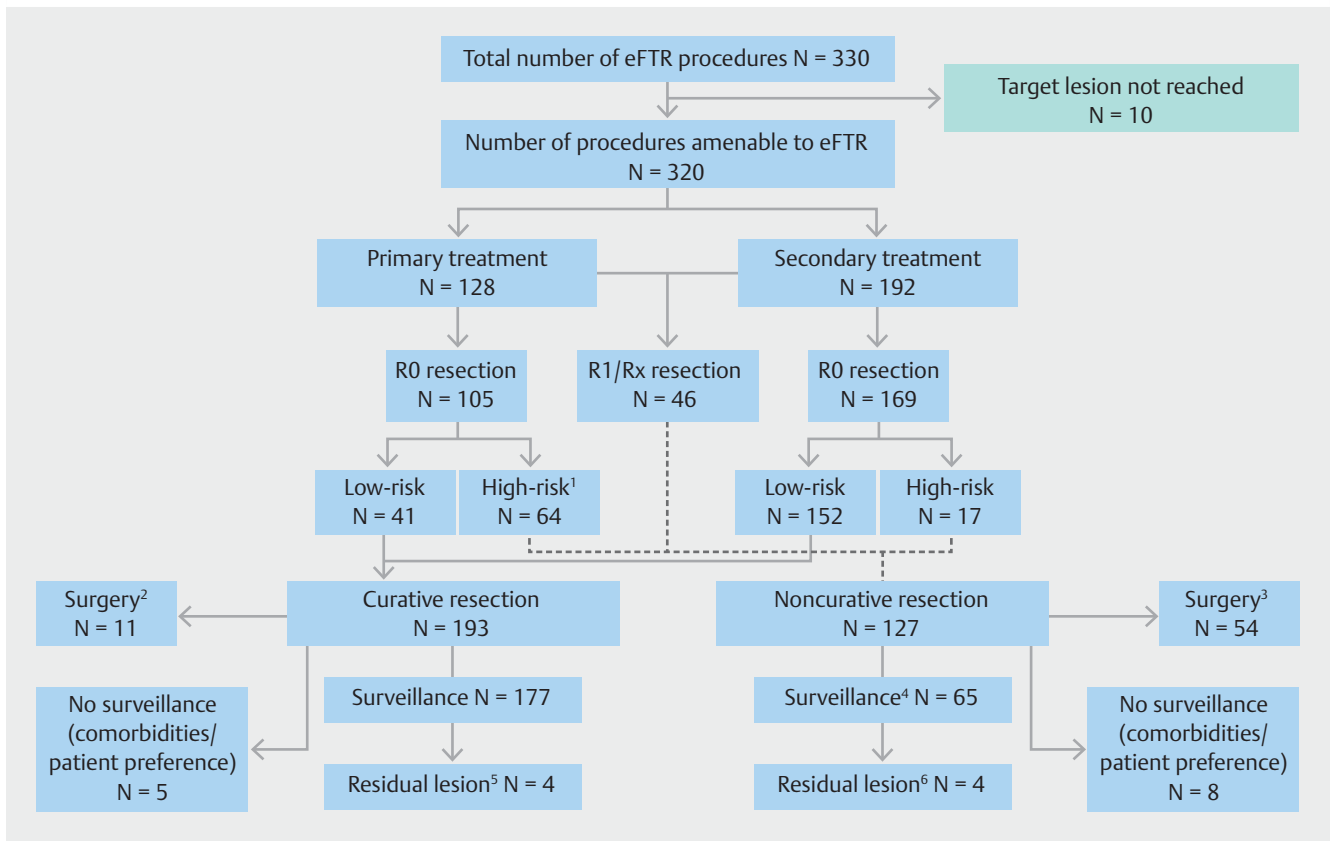 Total number of eFTR procedures N = 330
Target lesion not reached
N = 10
Number of procedures amenable to eFTR
N = 320
Primary treatment
N = 128
Secondary treatment
N = 192
R0 resection
N = 105
R1/Rx resection
N = 46
R0 resection
N = 169
Low-risk
N = 41
High-risk¹
N = 64
Low-risk
N = 152
High-risk
N = 17
Surgery²
N = 11
Curative resection
N = 193
Noncurative resection
N = 127
Surgery³
N = 54
No surveillance
(comorbidities/
patient preference)
N = 5
Surveillance N = 177
Surveillance⁴ N = 65
No surveillance
(comorbidities/
patient preference)
N = 8
Residual lesion⁵ N = 4
Residual lesion⁶ N = 4